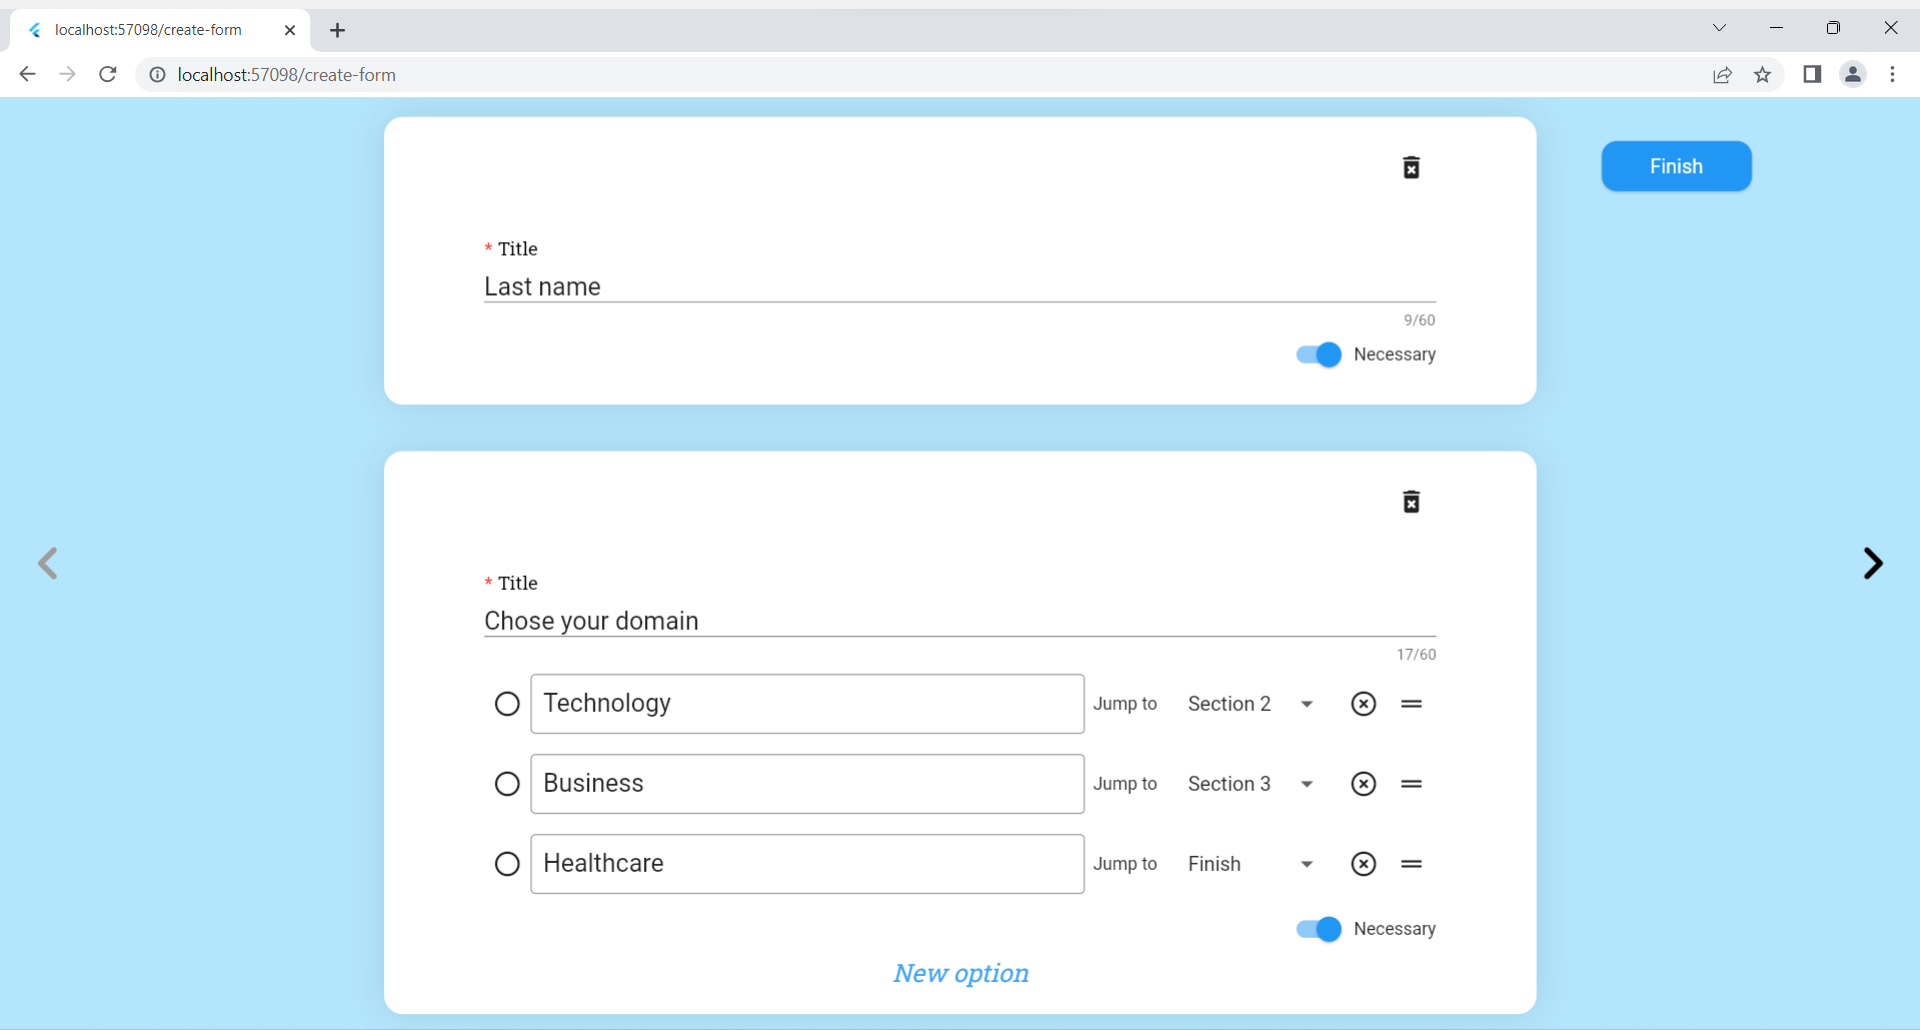 localhost:57098/create-form
localhost:57098/create-form
Finish
* Title
Last name
9/60
Necessary
* Title
Chose your domain
17/60
Technology Jump to Section 2
Business Jump to Section 3
Healthcare Jump to Finish
Necessary
New option